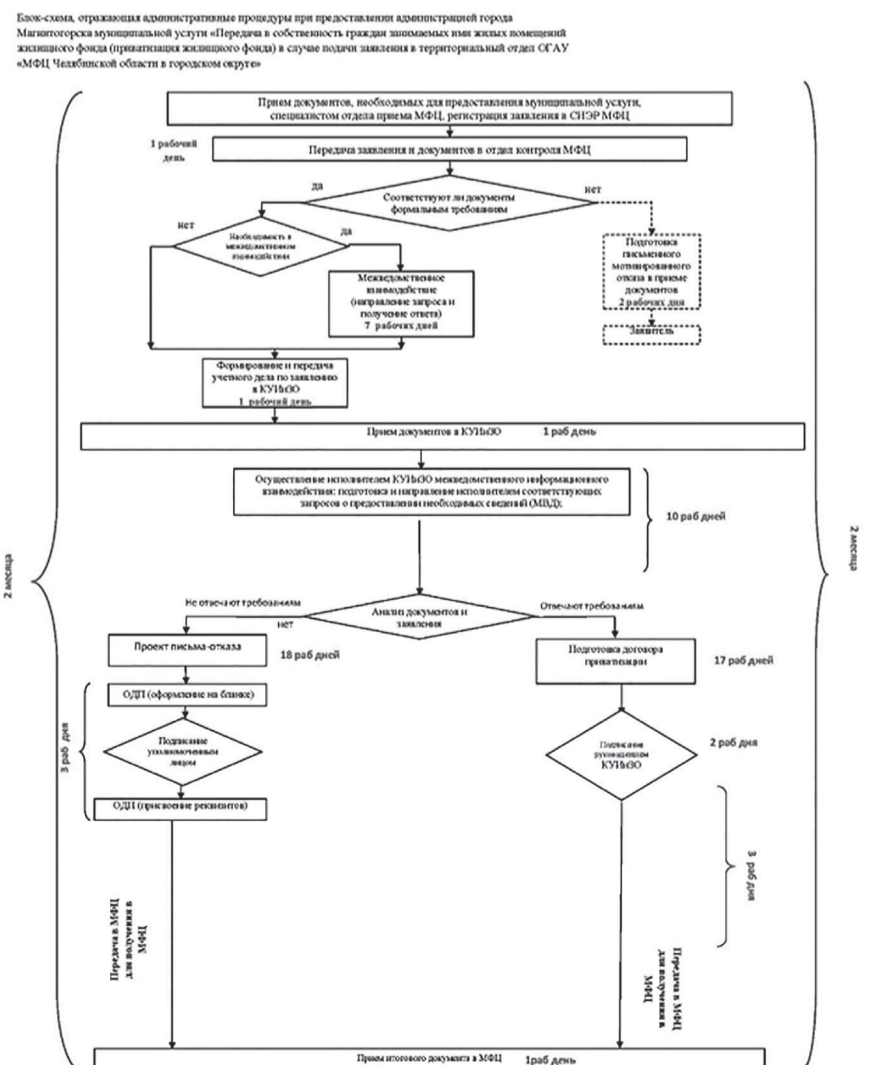 Блок-схема, отражающая административные процедуры при предоставлении администрацией города
Магнитогорска муниципальной услуги «Передача в собственность граждан занимаемых ими жилых помещений
жилищного фонда (приватизация жилищного фонда) в случае подачи заявления в территориальный отдел ОГАУ
«МФЦ Челябинской области в городском округе»
Прием документов, необходимых для предоставления муниципальной услуги,
специалистом отдела приема МФЦ, регистрация заявления в СИЭР МФЦ
1 рабочий
день
Передача заявления и документов в отдел контроля МФЦ
да
Соответствуют ли документы
формальным требованиям
нет
нет
Необходимость в
межведомственном
взаимодействии
да
Подготовка
письменного
мотивированного
отказа в приеме
документов
2 рабочих дня
Межведомственное
взаимодействие
(направление запроса и
получение ответа)
7 рабочих дней
Заявитель
Формирование и передача
учетного дела по заявлению
в КУИиЗО
1 рабочий день
Прием документов в КУИиЗО 1 раб день
Осуществление исполнителем КУИиЗО межведомственного информационного
взаимодействия: подготовка и направление исполнителем соответствующих
запросов о предоставлении необходимых сведений (МВД);
10 раб дней
2 месяца
2 месяца
Не отвечают требованиям
нет
Анализ документов и
заявления
Отвечают требованиям
Проект письма-отказа
18 раб дней
Подготовка договора
приватизации
17 раб дней
ОДП (оформление на бланке)
3 раб дня
Подписание
уполномоченным
лицом
Подписание
руководителем
КУИиЗО
2 раб дня
ОДП (присвоение реквизитов)
3 раб дня
Передача в МФЦ
для получения в
МФЦ
Передача в МФЦ
для получения в
МФЦ
Прием итогового документа в МФЦ 1раб день